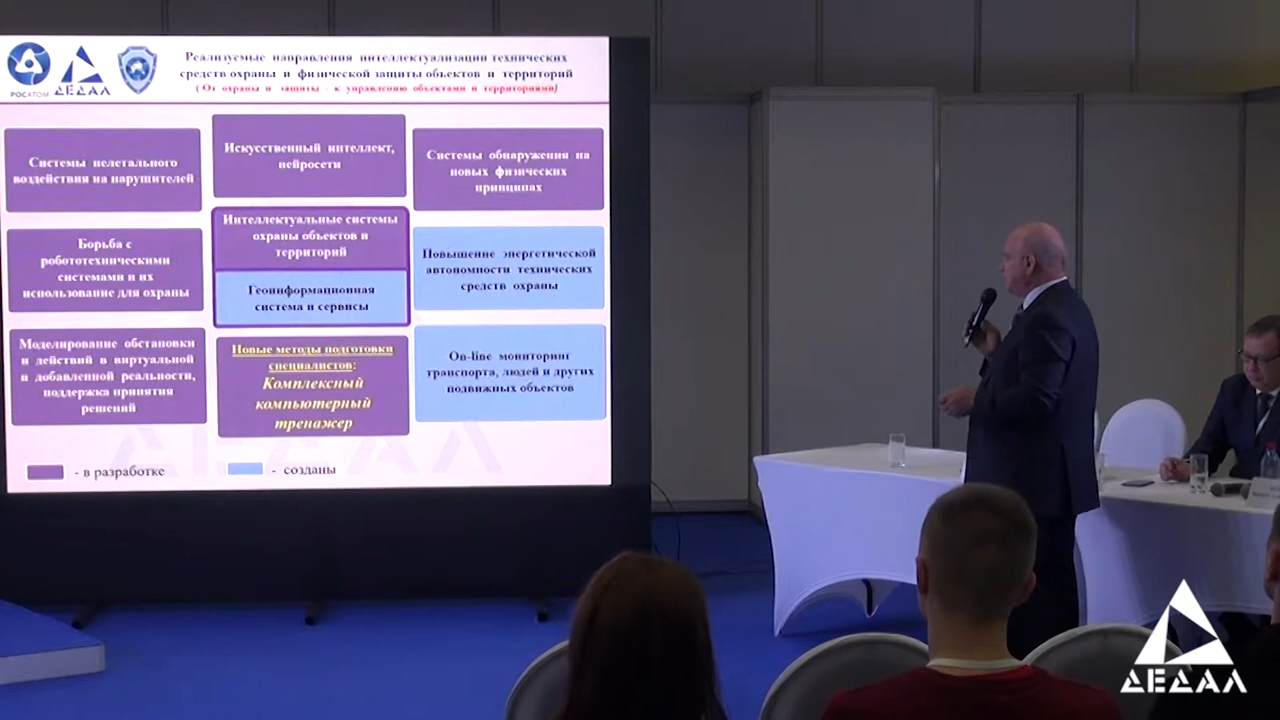 РОСАТОМ
ДЕДАЛ
Реализуемые направления интеллектуализации технических
средств охраны и физической защиты объектов и территорий
( От охраны и защиты - к управлению объектами и территориями)
Системы нелетального
воздействия на нарушителей
Искусственный интеллект,
нейросети
Системы обнаружения на
новых физических
принципах
Борьба с
робототехническими
системами и их
использование для охраны
Интеллектуальные системы
охраны объектов и
территорий
Геоинформационная
система и сервисы
Повышение энергетической
автономности технических
средств охраны
Моделирование обстановки
и действий в виртуальной
и добавленной реальности,
поддержка принятия
решений
Новые методы подготовки
специалистов:
Комплексный
компьютерный
тренажер
On-line мониторинг
транспорта, людей и других
подвижных объектов
ДЕДАЛ
- в разработке
- созданы
ДЕДАЛ